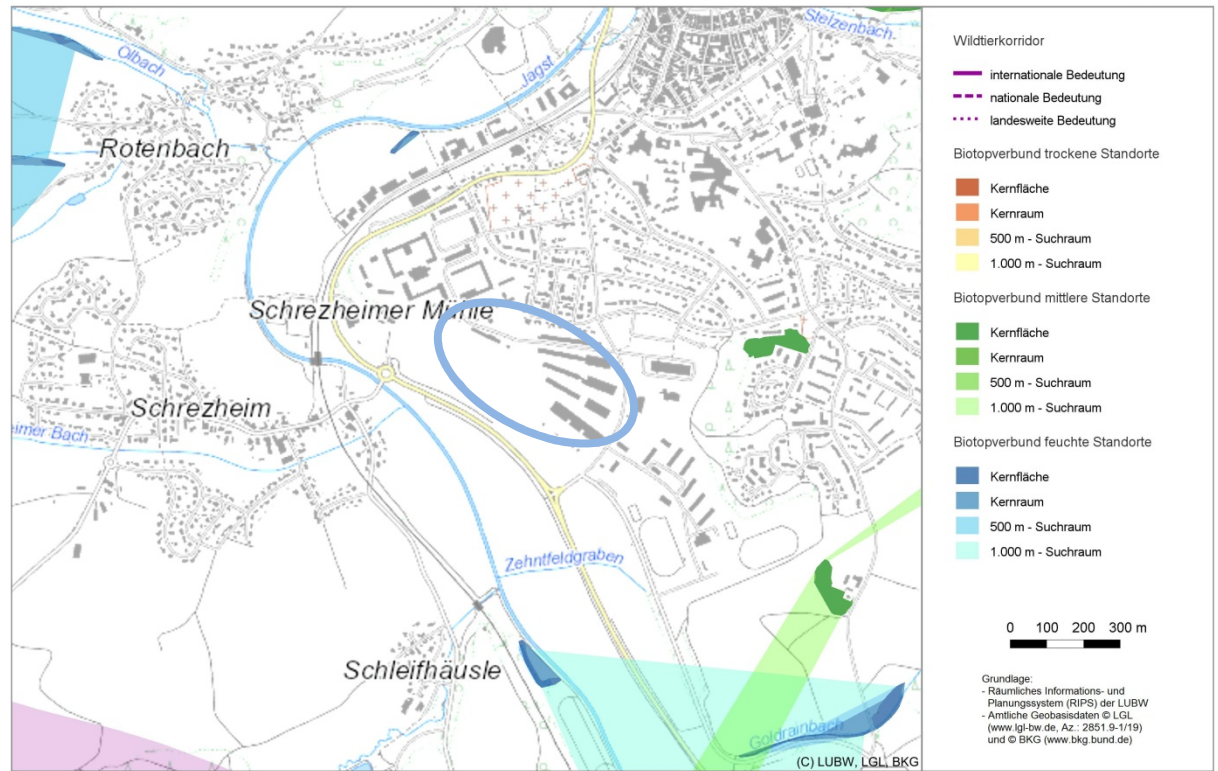 Stelzenbach
Ölbach
Jagst
Rotenbach
Schrezheimer Mühle
Schrezheim
eimer Bach
Zehntfeldgraben
Schleifhäusle
Goldrainbach
(C) LUBW, LGL, BKG
Wildtierkorridor
internationale Bedeutung
nationale Bedeutung
landesweite Bedeutung
Biotopverbund trockene Standorte
Kernfläche
Kernraum
500 m - Suchraum
1.000 m - Suchraum
Biotopverbund mittlere Standorte
Kernfläche
Kernraum
500 m - Suchraum
1.000 m - Suchraum
Biotopverbund feuchte Standorte
Kernfläche
Kernraum
500 m - Suchraum
1.000 m - Suchraum
0 100 200 300 m
Grundlage:
- Räumliches Informations- und
Planungssystem (RIPS) der LUBW
- Amtliche Geobasisdaten © LGL
(www.lgl-bw.de, Az.: 2851.9-1/19)
und © BKG (www.bkg.bund.de)